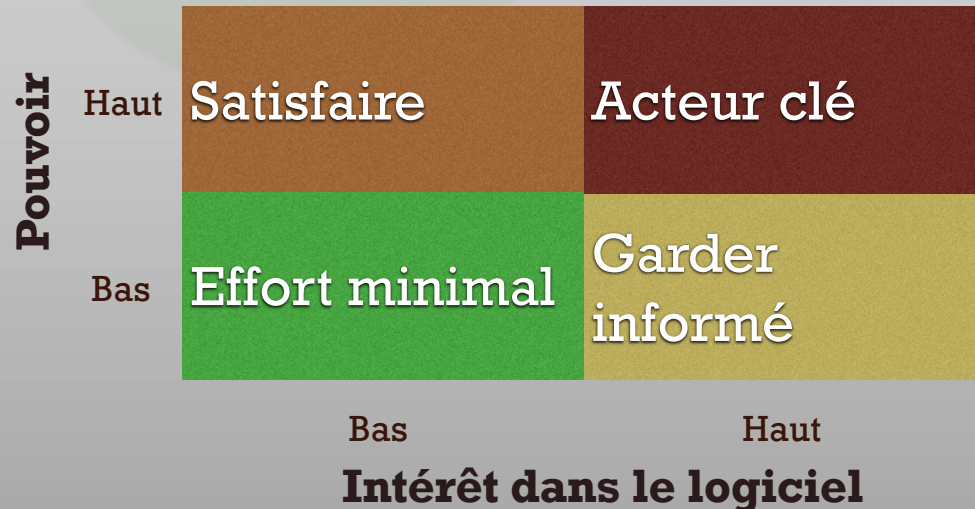 Pouvoir
Haut
Satisfaire
Acteur clé
Bas
Effort minimal
Garder
informé
Bas
Haut
Intérêt dans le logiciel